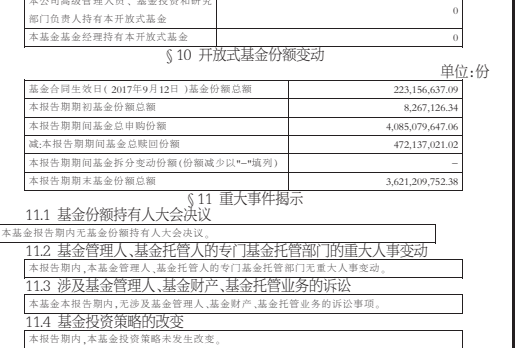 本公司高级管理人员、基金投资和研究
部门负责人持有本开放式基金 0
本基金基金经理持有本开放式基金 0
§10 开放式基金份额变动
单位:份
基金合同生效日( 2017年9月12日 )基金份额总额 223,156,637.09
本报告期期初基金份额总额 8,267,126.34
本报告期期间基金总申购份额 4,085,079,647.06
减:本报告期期间基金总赎回份额 472,137,021.02
本报告期期间基金拆分变动份额(份额减少以"-"填列) -
本报告期期末基金份额总额 3,621,209,752.38
§11 重大事件揭示
11.1 基金份额持有人大会决议
本基金报告期内无基金份额持有人大会决议。
11.2 基金管理人、基金托管人的专门基金托管部门的重大人事变动
本报告期内,本基金管理人、基金托管人的专门基金托管部门无重大人事变动。
11.3 涉及基金管理人、基金财产、基金托管业务的诉讼
本基金本报告期内,无涉及基金管理人、基金财产、基金托管业务的诉讼事项。
11.4 基金投资策略的改变
本报告期内,本基金投资策略未发生改变。